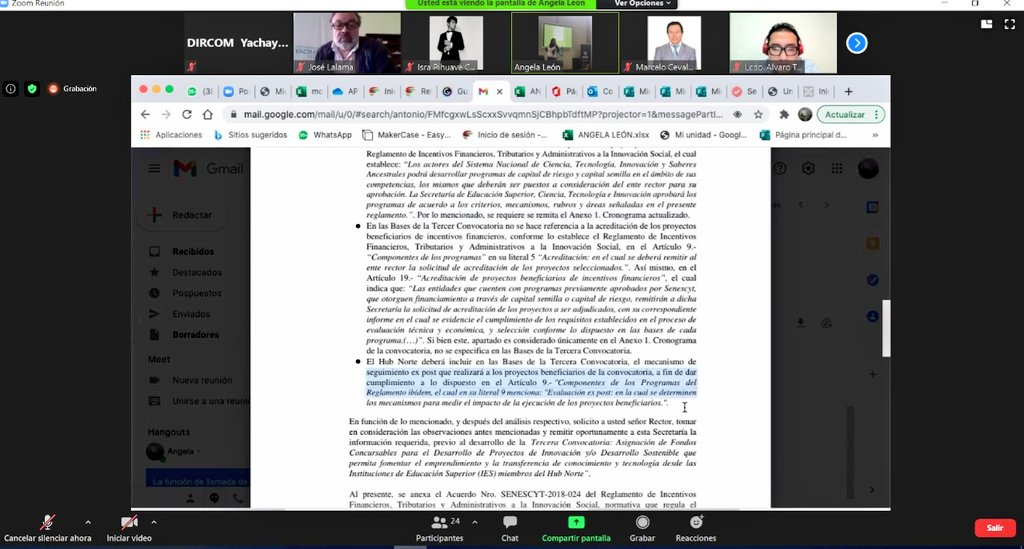 Zoom Reunión
Usted está viendo la pantalla de Angela León
Ver Opciones
DIRCOM Yachay...
José Lalama
Isra Pihuave C...
Angela León
Marcelo Ceval...
Lcdo. Alvaro T...
Grabación
mail.google.com/mail/u/0/#search/antonio/FMfcgxwLsScxxSvvqmnSjCBhpbTdftMP?projector=1&messageParti...
Actualizar
Aplicaciones
Sitios sugeridos
WhatsApp
MakerCase - Easy...
Inicio de sesión -...
ANGELA LEÓN.xlsx
Mi unidad - Googl...
Página principal d...
Gmail
Redactar
Recibidos
Destacados
Pospuestos
Enviados
Borradores
Meet
Nueva reunión
Unirse a una reuni
Hangouts
Angela
La función de llamada de
Reglamento de Incentivos Financieros, Tributarios y Administrativos a la Innovación Social, el cual
establece: “Los actores del Sistema Nacional de Ciencia, Tecnología, Innovación y Saberes
Ancestrales podrá desarrollar programas de capital de riesgo y capital semilla en el ámbito de sus
competencias, los mismos que deberán ser puestos a consideración del ente rector para su
aprobación. La Secretaría de Educación Superior, Ciencia, Tecnología e Innovación aprobará los
programas de acuerdo a los criterios, mecanismos, rubros y áreas señaladas en el presente
reglamento.”. Por lo mencionado, se requiere se remita el Anexo 1. Cronograma actualizado.
● En las Bases de la Tercer Convocatoria no se hace referencia a la acreditación de los proyectos
beneficiarios de incentivos financieros, conforme lo establece el Reglamento de Incentivos
Financieros, Tributarios y Administrativos a la Innovación Social, en el Artículo 9.-
“Componentes de los programas” en su literal 5 “Acreditación: en el cual se deberá remitir al
ente rector la solicitud de acreditación de los proyectos seleccionados.”. Así mismo, en el
Artículo 19.- “Acreditación de proyectos beneficiarios de incentivos financieros”, el cual
indica que: “Las entidades que cuenten con programas previamente aprobados por Senescyt,
que otorguen financiamiento a través de capital semilla o capital de riesgo, remitirán a dicha
Secretaría la solicitud de acreditación de los proyectos a ser adjudicados, con su correspondiente
informe en el cual se evidencie el cumplimiento de los requisitos establecidos en el proceso de
evaluación técnica y económica, y selección conforme lo dispuesto en las bases de cada
programa.(…)”. Si bien este, apartado es considerado únicamente en el Anexo 1. Cronograma
de la convocatoria, no se especifica en las Bases de la Tercera Convocatoria.
● El Hub Norte deberá incluir en las Bases de la Tercera Convocatoria, el mecanismo de
seguimiento ex post que realizará a los proyectos beneficiarios de la convocatoria, a fin de dar
cumplimiento a lo dispuesto en el Artículo 9.- “Componentes de los Programas del
Reglamento ibídem, el cual en su literal 9 menciona: “Evaluación ex post: en la cual se determinen
los mecanismos para medir el impacto de la ejecución de los proyectos beneficiarios.”.
En función de lo mencionado, y después del análisis respectivo, solicito a usted señor Rector, tomar
en consideración las observaciones antes mencionadas y remitir oportunamente a esta Secretaría la
información requerida, previo al desarrollo de la Tercera Convocatoria: Asignación de Fondos
Concursables para el Desarrollo de Proyectos de Innovación y/o Desarrollo Sostenible que
permita fomentar el emprendimiento y la transferencia de conocimiento y tecnología desde las
Instituciones de Educación Superior (IES) miembros del Hub Norte”.
Al presente, se anexa el Acuerdo Nro. SENESCYT-2018-024 del Reglamento de Incentivos
Financieros, Tributarios y Administrativos a la Innovación Social, normativa que regula el
Cancelar silenciar ahora
Iniciar video
24
Participantes
Chat
Compartir pantalla
Grabar
Reacciones
Salir